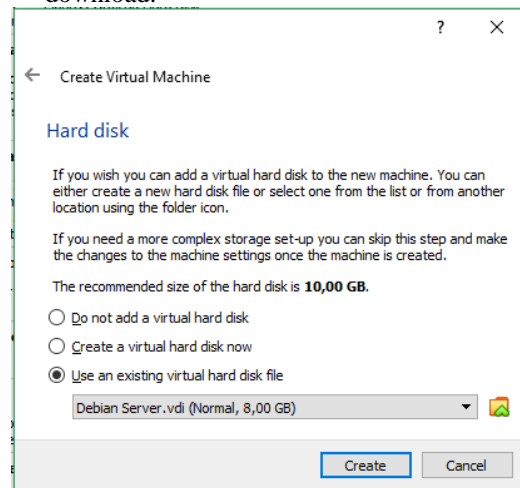 download.
?
Create Virtual Machine
Hard disk
If you wish you can add a virtual hard disk to the new machine. You can
either create a new hard disk file or select one from the list or from another
location using the folder icon.
If you need a more complex storage set-up you can skip this step and make
the changes to the machine settings once the machine is created.
The recommended size of the hard disk is 10,00 GB.
Do not add a virtual hard disk
Create a virtual hard disk now
Use an existing virtual hard disk file
Debian Server.vdi (Normal, 8,00 GB)
Create Cancel